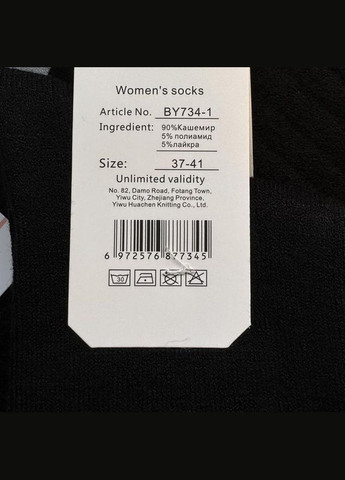 Women's socks
Article No. BY734-1
Ingredient: 90%Кашемир
5% полиамид
5%лайкра
Size: 37-41
Unlimited validity
No. 82, Damo Road, Fotang Town,
Yiwu City, Zhejiang Province,
Yiwu Huachen Knitting Co., Ltd.
6 972576 877345
30